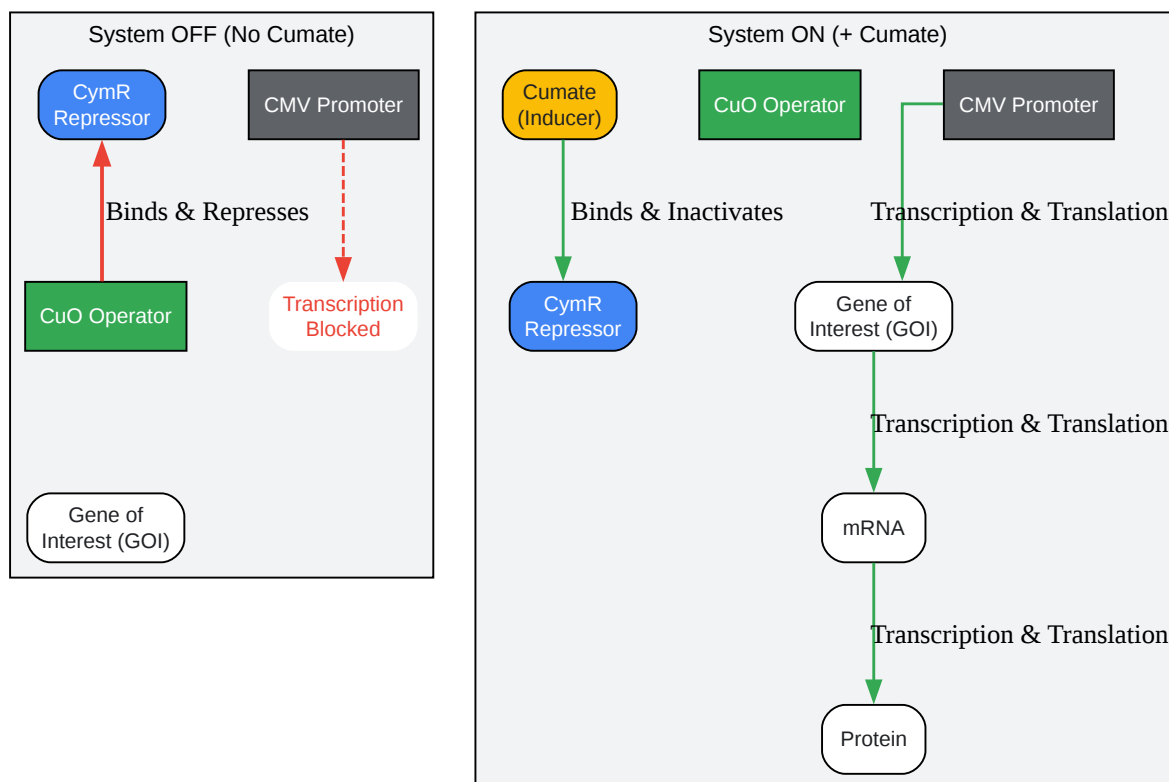 System OFF (No Cumate)
CymR
Repressor
CMV Promoter
Binds & Represses
CuO Operator
Transcription
Blocked
Gene of
Interest (GOI)
System ON (+ Cumate)
Cumate
(Inducer)
CuO Operator
CMV Promoter
Binds & Inactivates
Transcription & Translation
CymR
Repressor
Gene of
Interest (GOI)
Transcription & Translation
mRNA
Transcription & Translation
Protein